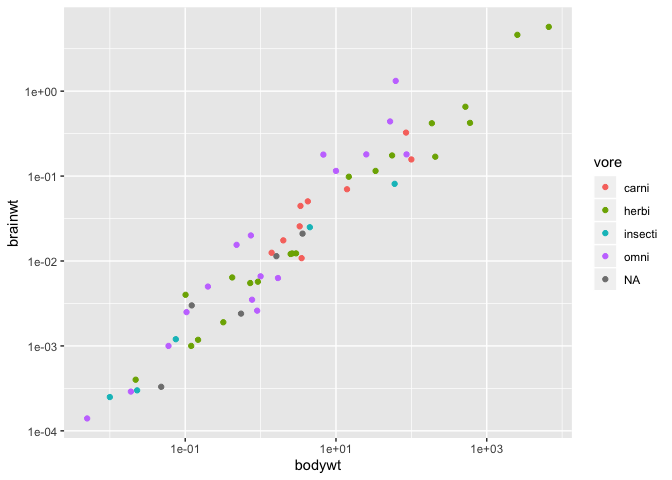 1e+00
1e-01
1e-02
1e-03
1e-04
brainwt
1e-01
1e+01
1e+03
bodywt
vore
carni
herbi
insecti
omni
NA